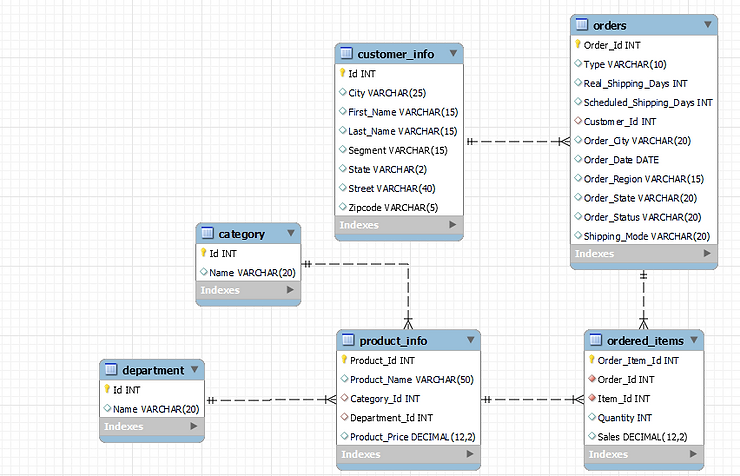 orders
Order_Id INT
Type VARCHAR(10)
Real_Shipping_Days INT
Scheduled_Shipping_Days INT
Customer_Id INT
Order_City VARCHAR(20)
Order_Date DATE
Order_Region VARCHAR(15)
Order_State VARCHAR(20)
Order_Status VARCHAR(20)
Shipping_Mode VARCHAR(20)
Indexes
customer_info
Id INT
City VARCHAR(25)
First_Name VARCHAR(15)
Last_Name VARCHAR(15)
Segment VARCHAR(15)
State VARCHAR(2)
Street VARCHAR(40)
Zipcode VARCHAR(5)
Indexes
category
Id INT
Name VARCHAR(20)
Indexes
department
Id INT
Name VARCHAR(20)
Indexes
product_info
Product_Id INT
Product_Name VARCHAR(50)
Category_Id INT
Department_Id INT
Product_Price DECIMAL(12,2)
Indexes
ordered_items
Order_Item_Id INT
Order_Id INT
Item_Id INT
Quantity INT
Sales DECIMAL(12,2)
Indexes